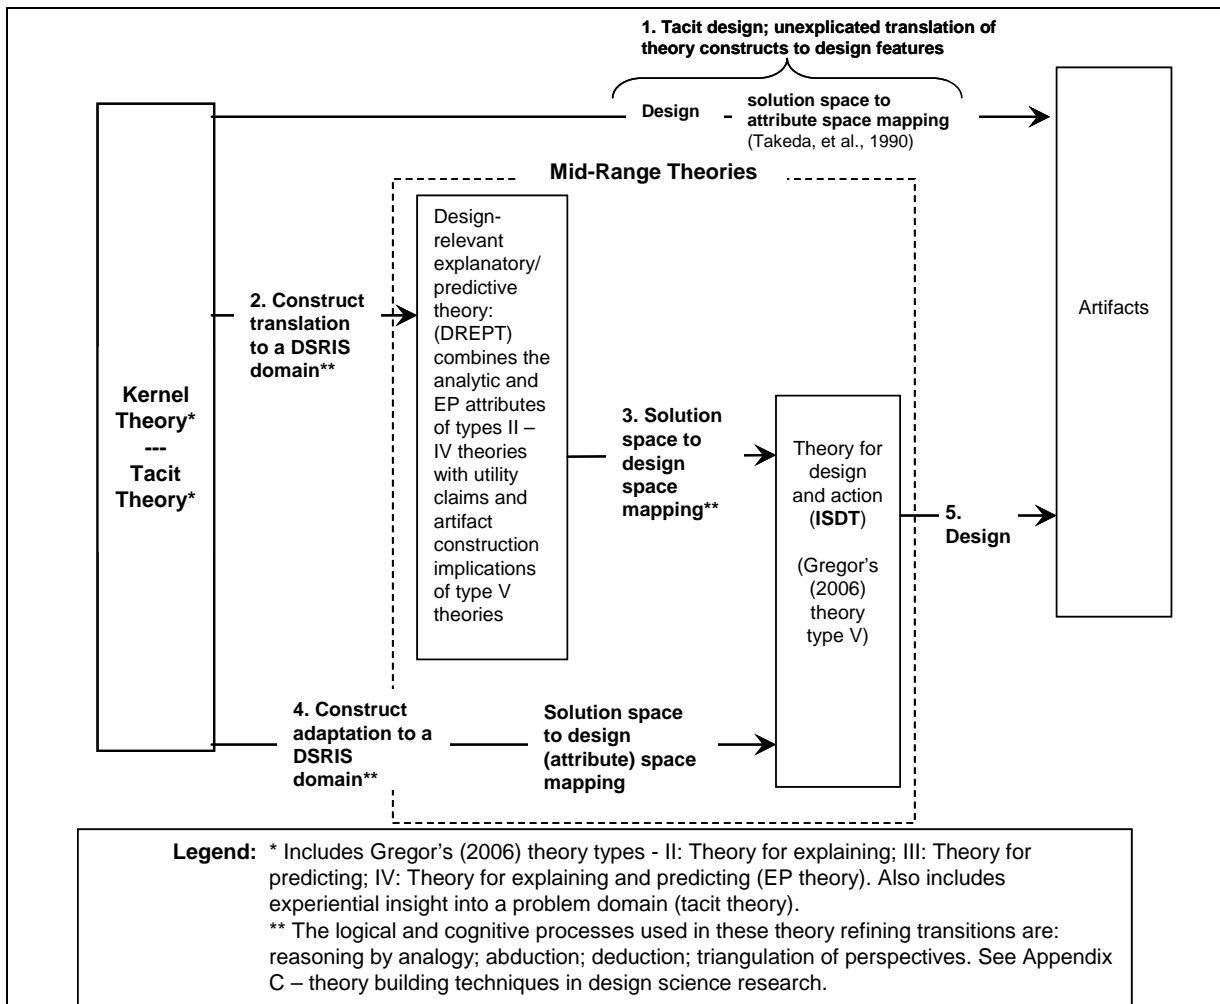 1. Tacit design; unexplicated translation of
theory constructs to design features
Design
solution space to
attribute space mapping
(Takeda, et al., 1990)
Mid-Range Theories
Kernel
Theory*
---
Tacit
Theory*
2. Construct
translation
to a DSRIS
domain**
Design-
relevant
explanatory/
predictive
theory:
(DREPT)
combines the
analytic and
EP attributes
of types II –
IV theories
with utility
claims and
artifact
construction
implications
of type V
theories
3. Solution
space to
design
space
mapping**
Theory for
design
and action
(ISDT)
(Gregor's
(2006)
theory
type V)
5.
Design
Artifacts
4. Construct
adaptation to a
DSRIS
domain**
Solution space
to design
(attribute) space
mapping
Legend: * Includes Gregor's (2006) theory types - II: Theory for explaining; III: Theory for
predicting; IV: Theory for explaining and predicting (EP theory). Also includes
experiential insight into a problem domain (tacit theory).
** The logical and cognitive processes used in these theory refining transitions are:
reasoning by analogy; abduction; deduction; triangulation of perspectives. See Appendix
C – theory building techniques in design science research.